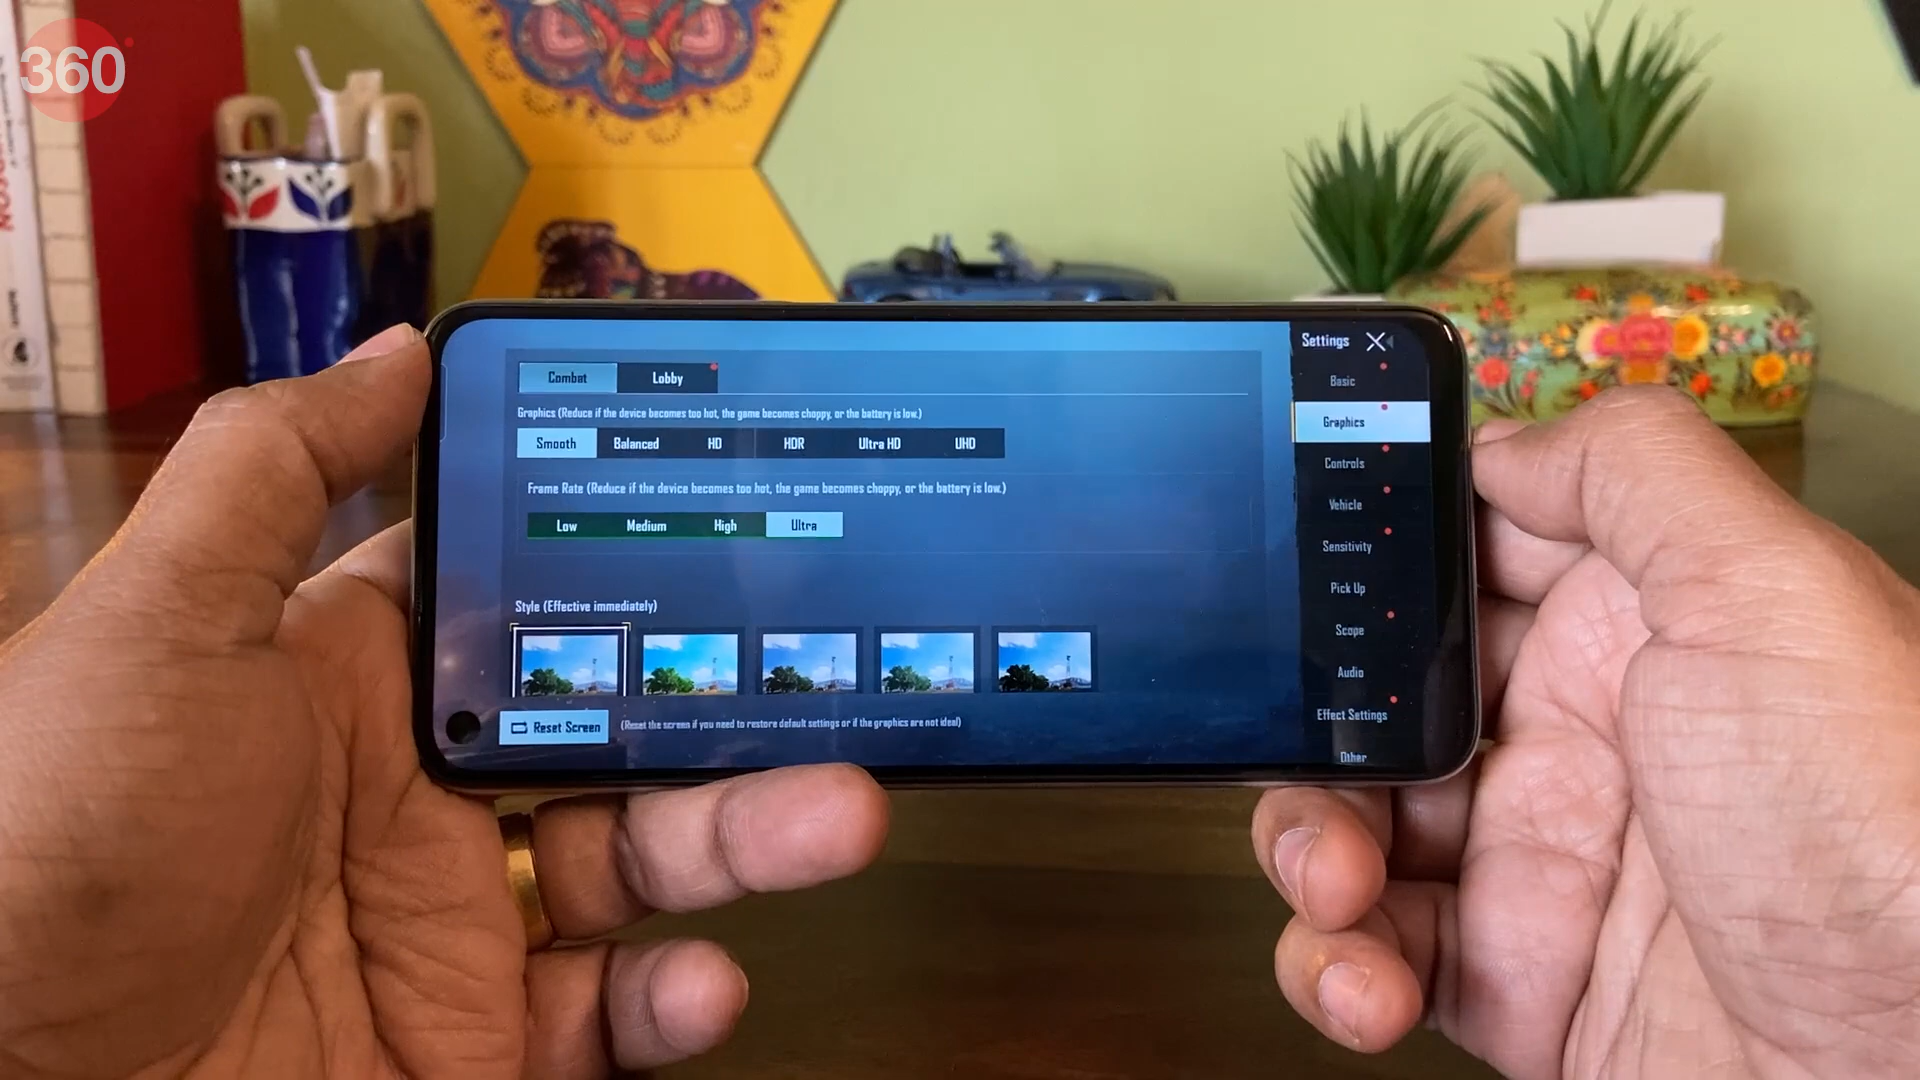 360
Settings
Combat Lobby
Basic
Graphics (Reduce if the device becomes too hot, the game becomes choppy, or the battery is low.)
Graphics
Smooth Balanced HD HDR Ultra HD UHD
Controls
Frame Rate (Reduce if the device becomes too hot, the game becomes choppy, or the battery is low.)
Vehicle
Low Medium High Ultra
Sensitivity
Pick Up
Style (Effective immediately)
Scope
Audio
Effect Settings
Reset Screen (Reset the screen if you need to restore default settings or if the graphics are not ideal)
Other